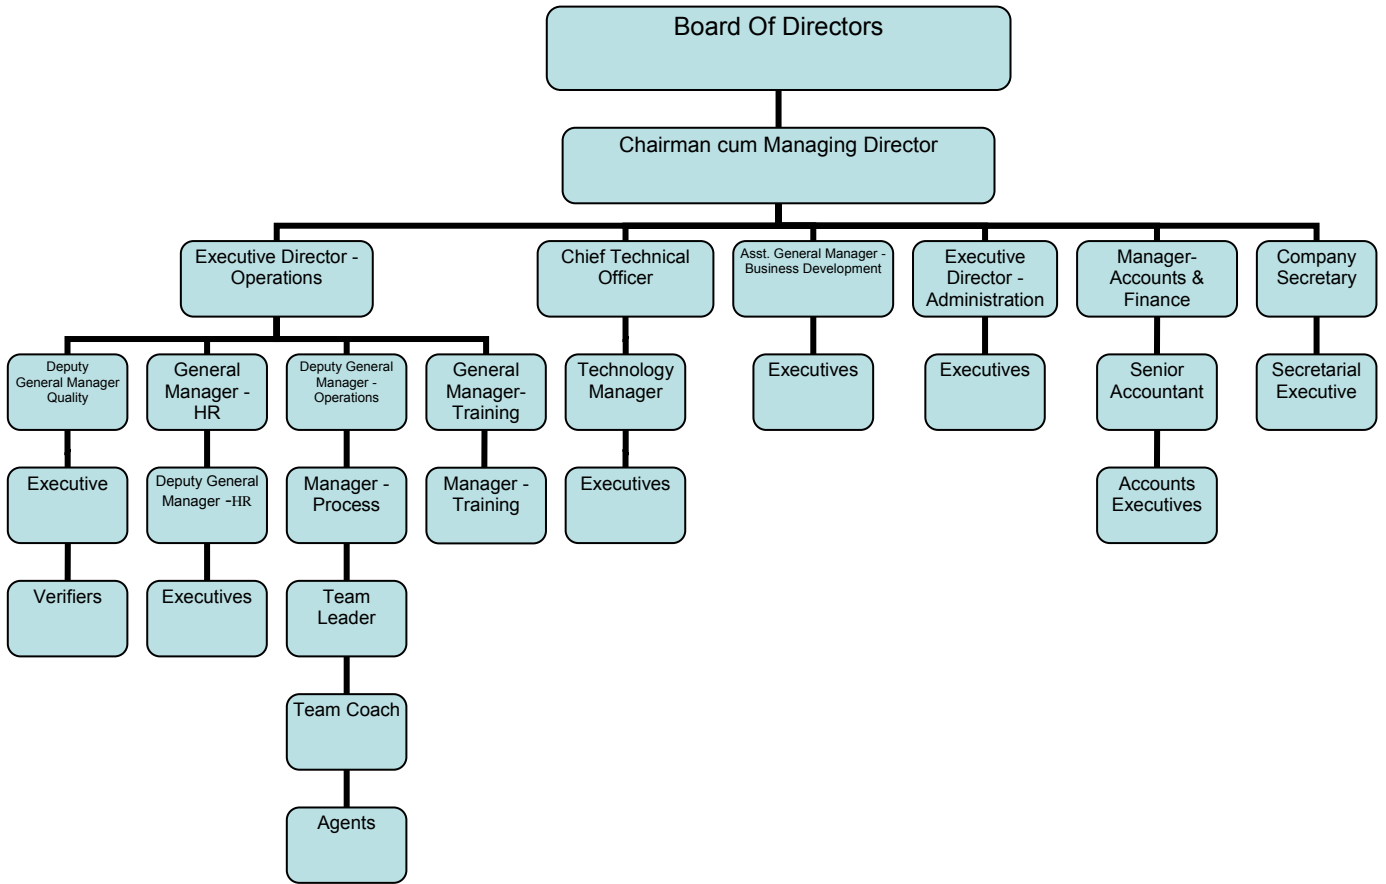 Board Of Directors
Chairman cum Managing Director
Executive Director -
Operations
Chief Technical
Officer
Asst. General Manager -
Business Development
Executive
Director -
Administration
Manager-
Accounts &
Finance
Company
Secretary
Deputy
General Manager
Quality
General
Manager -
HR
Deputy General
Manager -
Operations
General
Manager-
Training
Technology
Manager
Executives
Executives
Senior
Accountant
Secretarial
Executive
Executive
Deputy General
Manager -HR
Manager -
Process
Manager -
Training
Executives
Accounts
Executives
Verifiers
Executives
Team
Leader
Team Coach
Agents